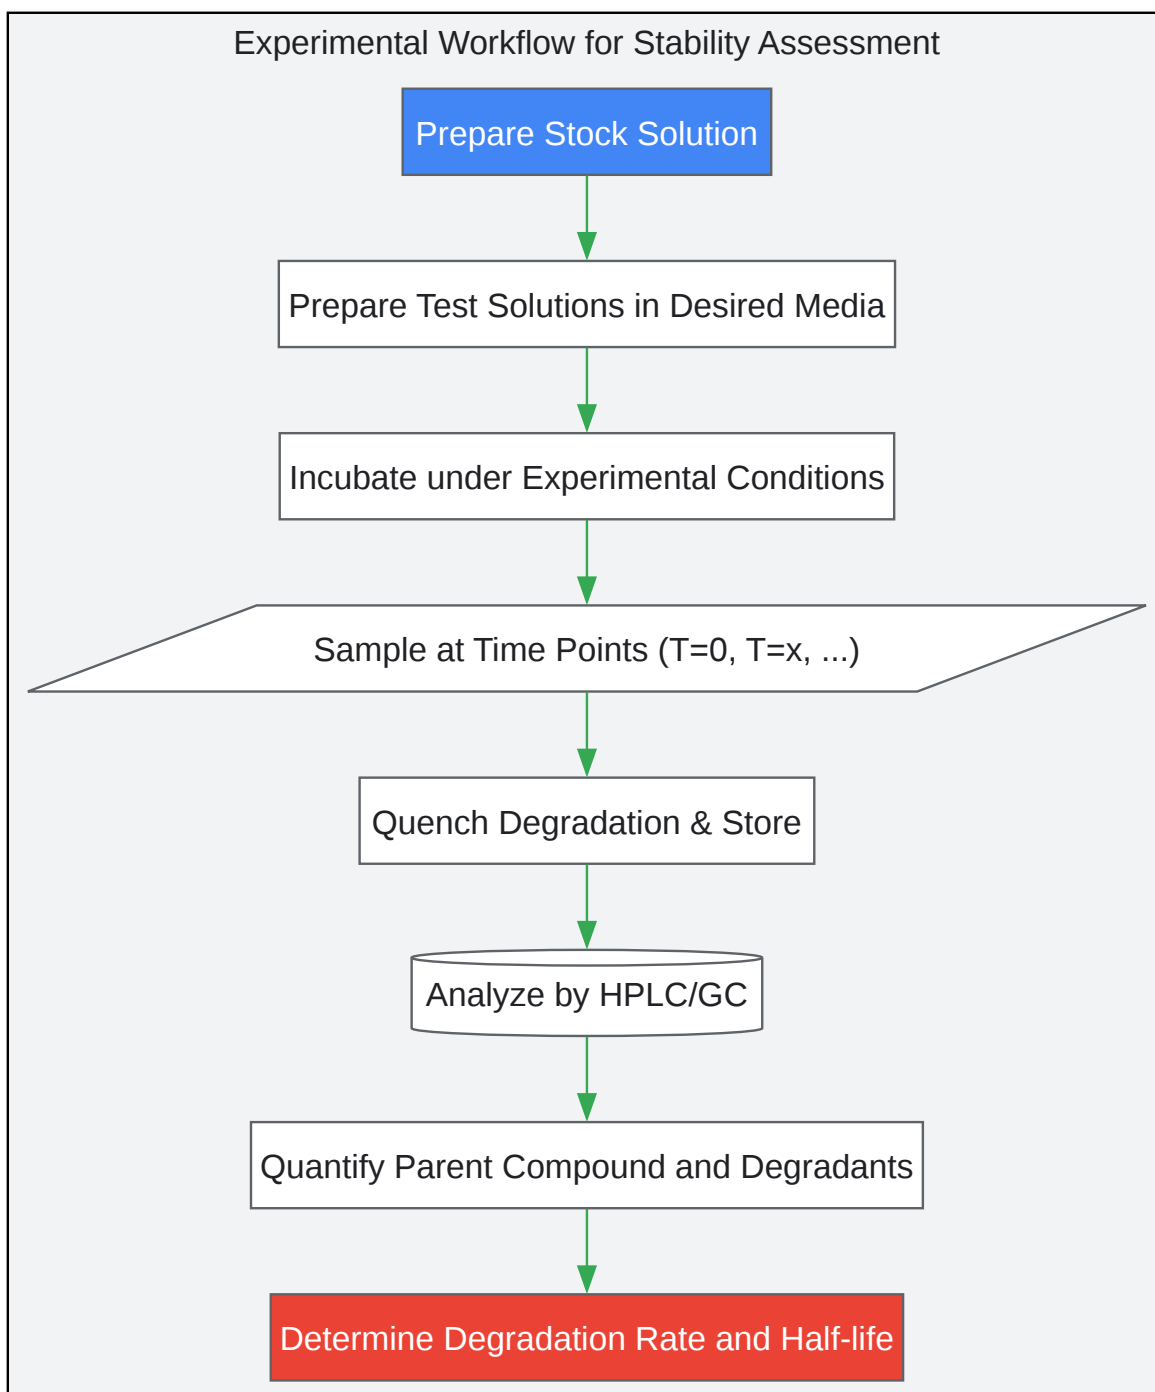 Experimental Workflow for Stability Assessment
Prepare Stock Solution
Prepare Test Solutions in Desired Media
Incubate under Experimental Conditions
Sample at Time Points (T=0, T=x, ...)
Quench Degradation & Store
Analyze by HPLC/GC
Quantify Parent Compound and Degradants
Determine Degradation Rate and Half-life